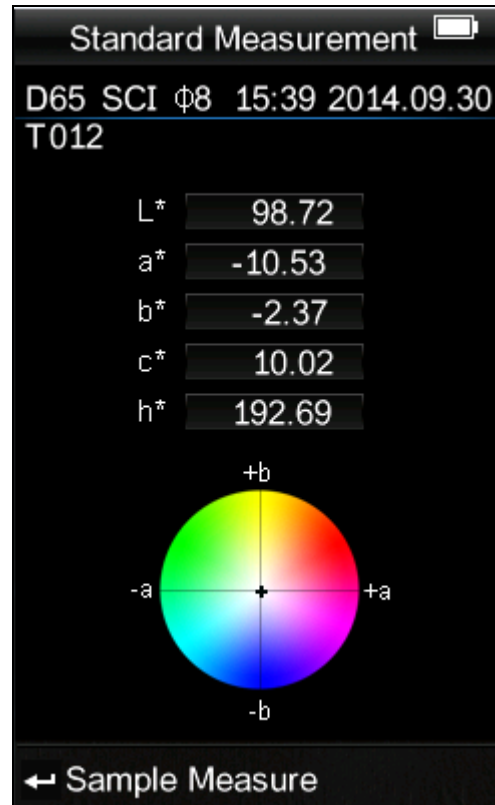 Standard Measurement
D65 SCI Φ8 15:39 2014.09.30
T012
L* 98.72
a* -10.53
b* -2.37
c* 10.02
h* 192.69
+b
-a +a
-b
Sample Measure